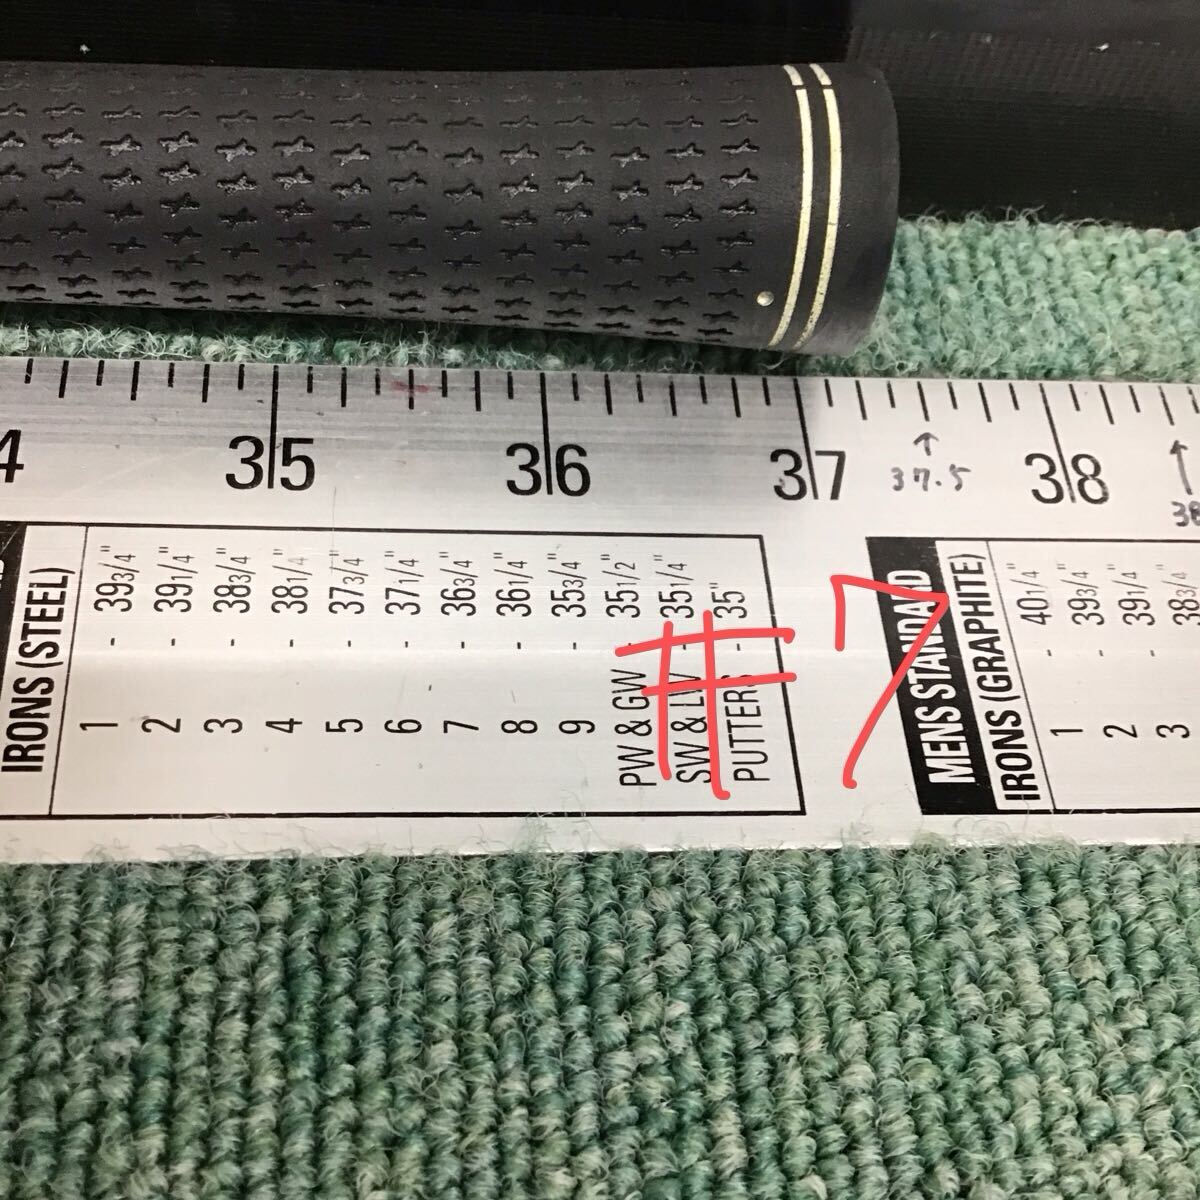 35
36
37
38
37.5
IRONS (STEEL)
1 - 39 3/4"
2 - 39 1/4"
3 - 38 3/4"
4 - 38 1/4"
5 - 37 3/4"
6 - 37 1/4"
7 - 36 3/4"
8 - 36 1/4"
9 - 35 3/4"
PW & GW - 35 1/2"
SW & LW - 35 1/4"
PUTTERS - 35"
#7
MENS STANDARD
IRONS (GRAPHITE)
1 - 40 1/4"
2 - 39 3/4"
3 - 39 1/4"
38 3/4